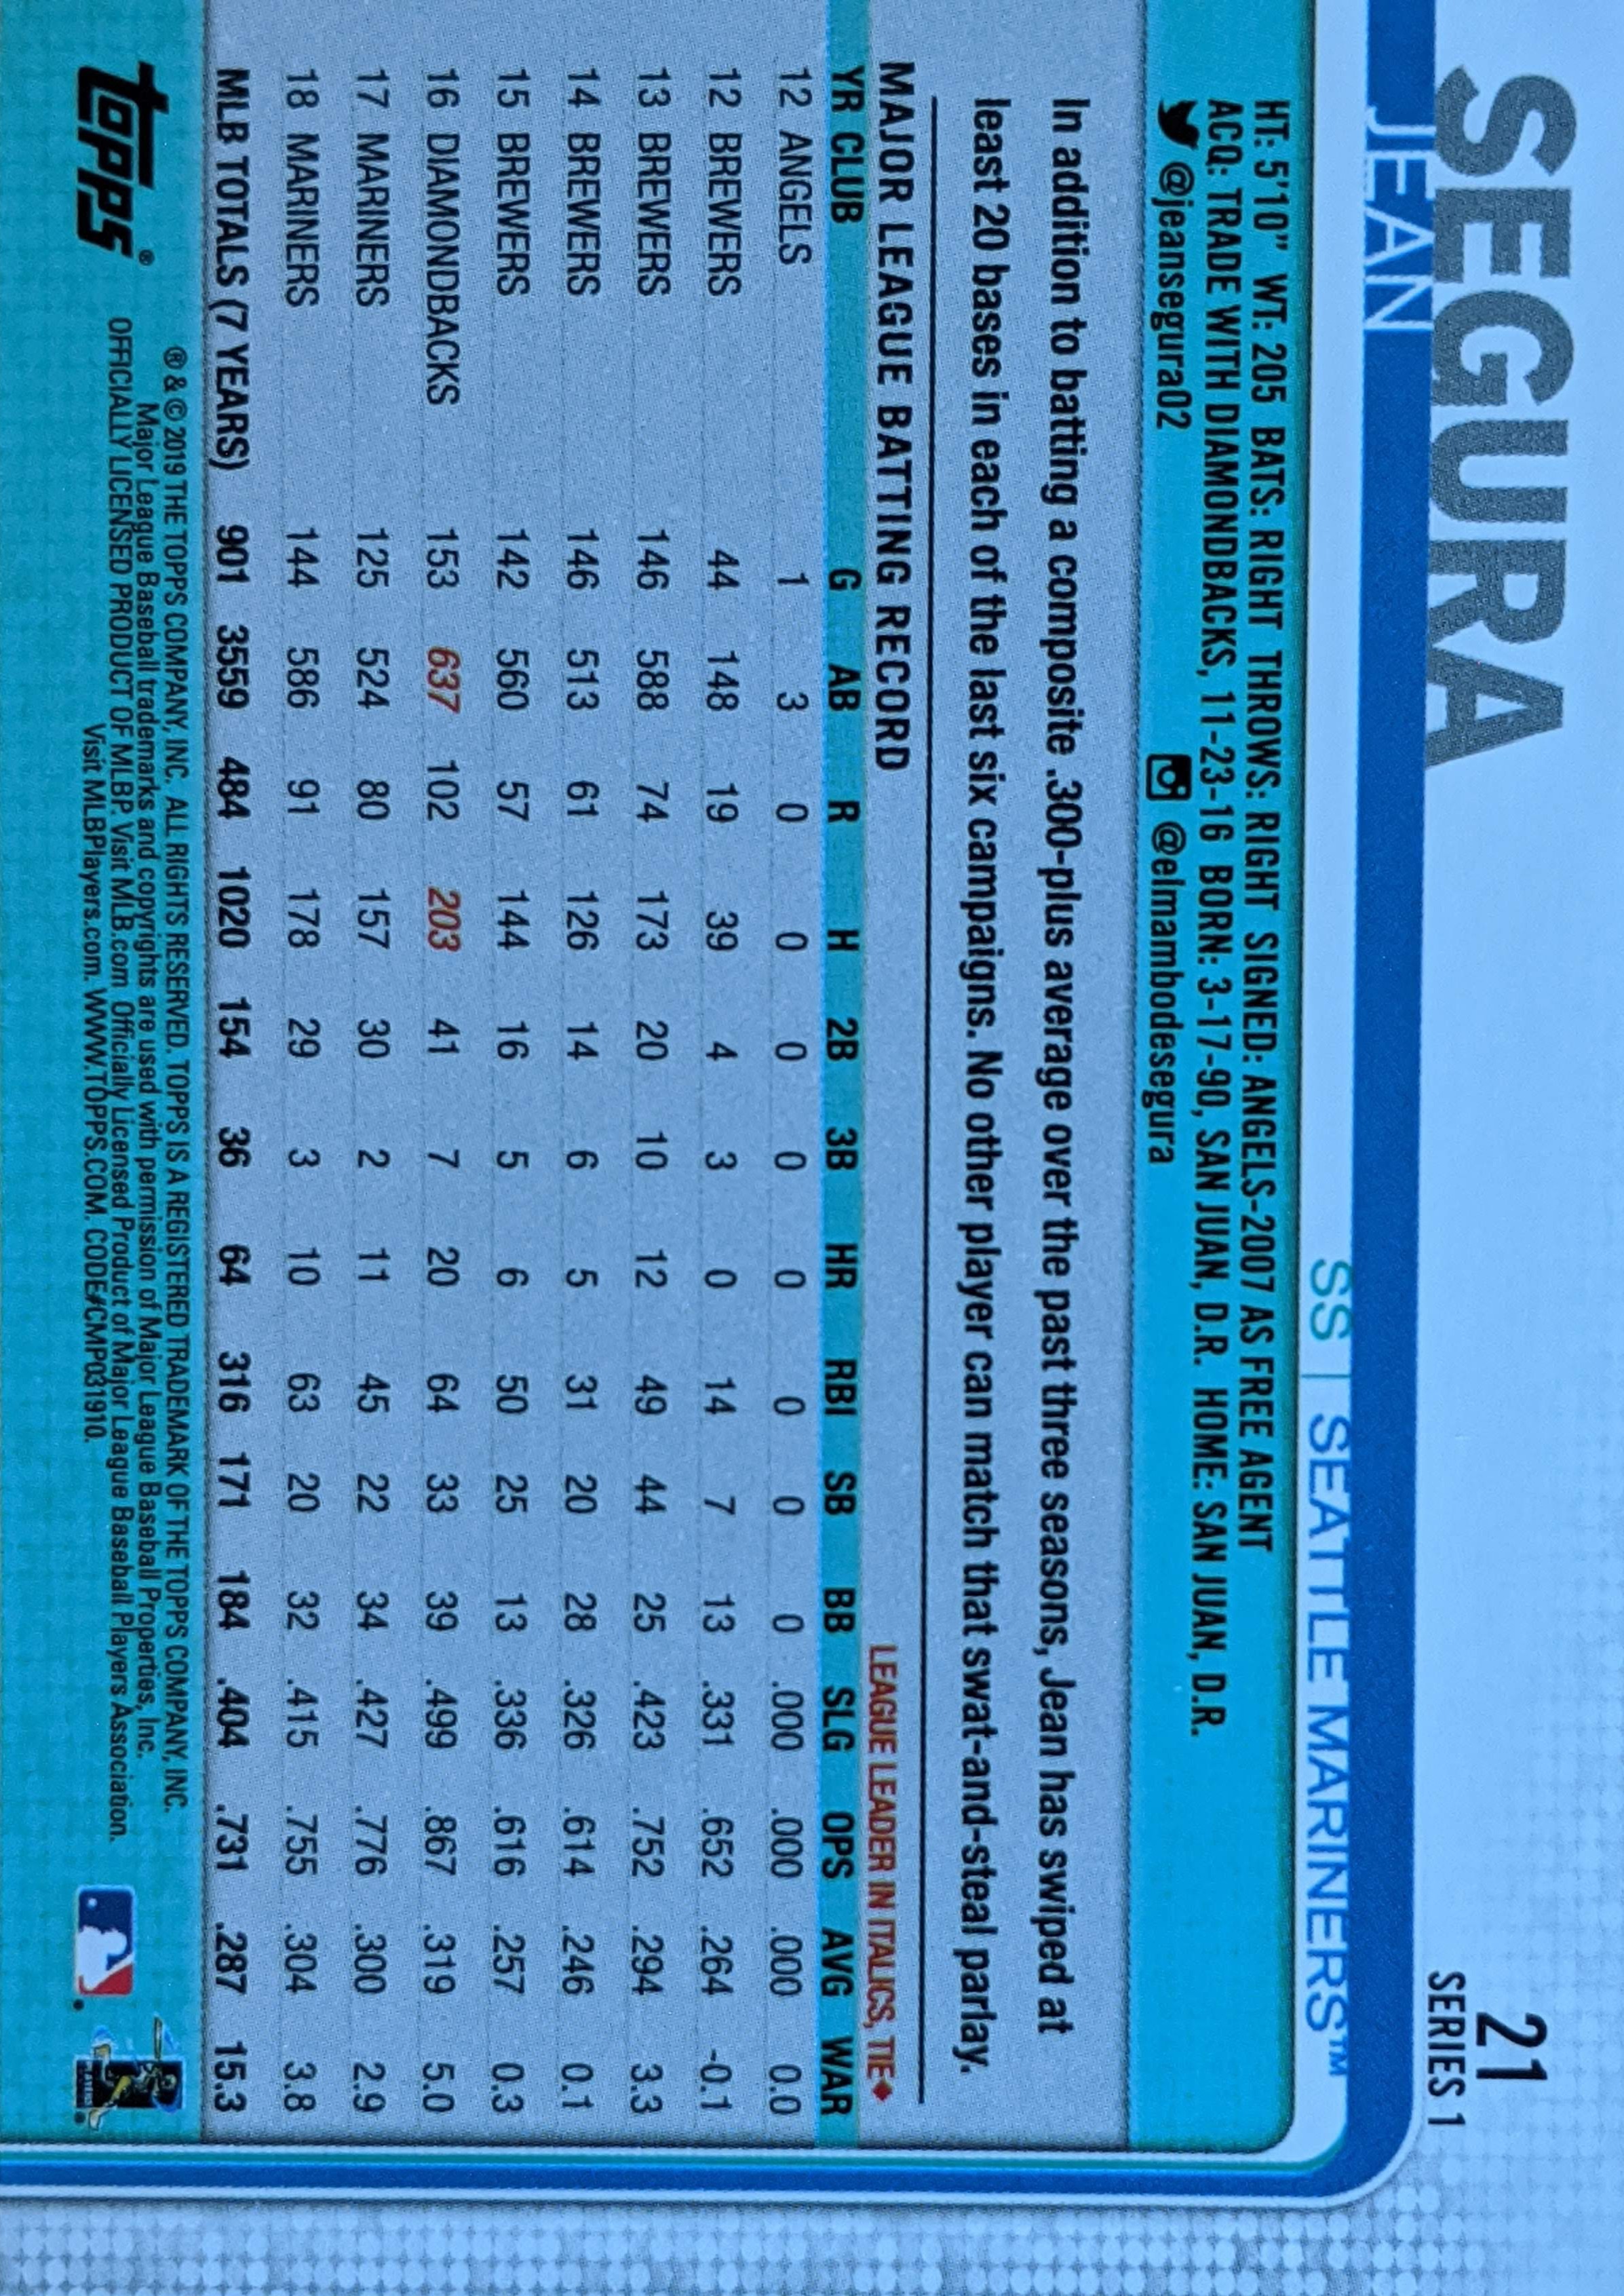 SEGURA
JEAN
21
SERIES 1
SS | SEATTLE MARINERS™
HT: 5'10" WT: 205 BATS: RIGHT THROWS: RIGHT SIGNED: ANGELS-2007 AS FREE AGENT
ACQ: TRADE WITH DIAMONDBACKS, 11-23-16 BORN: 3-17-90, SAN JUAN, D.R. HOME: SAN JUAN, D.R.
@jeansegura02 @elmambodesegura
In addition to batting a composite .300-plus average over the past three seasons, Jean has swiped at
least 20 bases in each of the last six campaigns. No other player can match that swat-and-steal parlay.
MAJOR LEAGUE BATTING RECORD LEAGUE LEADER IN ITALICS, TIE♦
YR CLUB G AB R H 2B 3B HR RBI SB BB SLG OPS AVG WAR
12 ANGELS 1 3 0 0 0 0 0 0 0 0 .000 .000 .000 0.0
12 BREWERS 44 148 19 39 4 3 0 14 7 13 .331 .652 .264 -0.1
13 BREWERS 146 588 74 173 20 10 12 49 44 25 .423 .752 .294 3.3
14 BREWERS 146 513 61 126 14 6 5 31 20 28 .326 .614 .246 0.1
15 BREWERS 142 560 57 144 16 5 6 50 25 13 .336 .616 .257 0.3
16 DIAMONDBACKS 153 637 102 203 41 7 20 64 33 39 .499 .867 .319 5.0
17 MARINERS 125 524 80 157 30 2 11 45 22 34 .427 .776 .300 2.9
18 MARINERS 144 586 91 178 29 3 10 63 20 32 .415 .755 .304 3.8
MLB TOTALS (7 YEARS) 901 3559 484 1020 154 36 64 316 171 184 .404 .731 .287 15.3
topps®
® & © 2019 THE TOPPS COMPANY, INC. ALL RIGHTS RESERVED. TOPPS IS A REGISTERED TRADEMARK OF THE TOPPS COMPANY, INC.
Major League Baseball trademarks and copyrights are used with permission of Major League Baseball Properties, Inc.
OFFICIALLY LICENSED PRODUCT OF MLBP. Visit MLB.com Officially Licensed Product of Major League Baseball Players Association.
Visit MLBPlayers.com. WWW.TOPPS.COM. CODE#CMP031910.